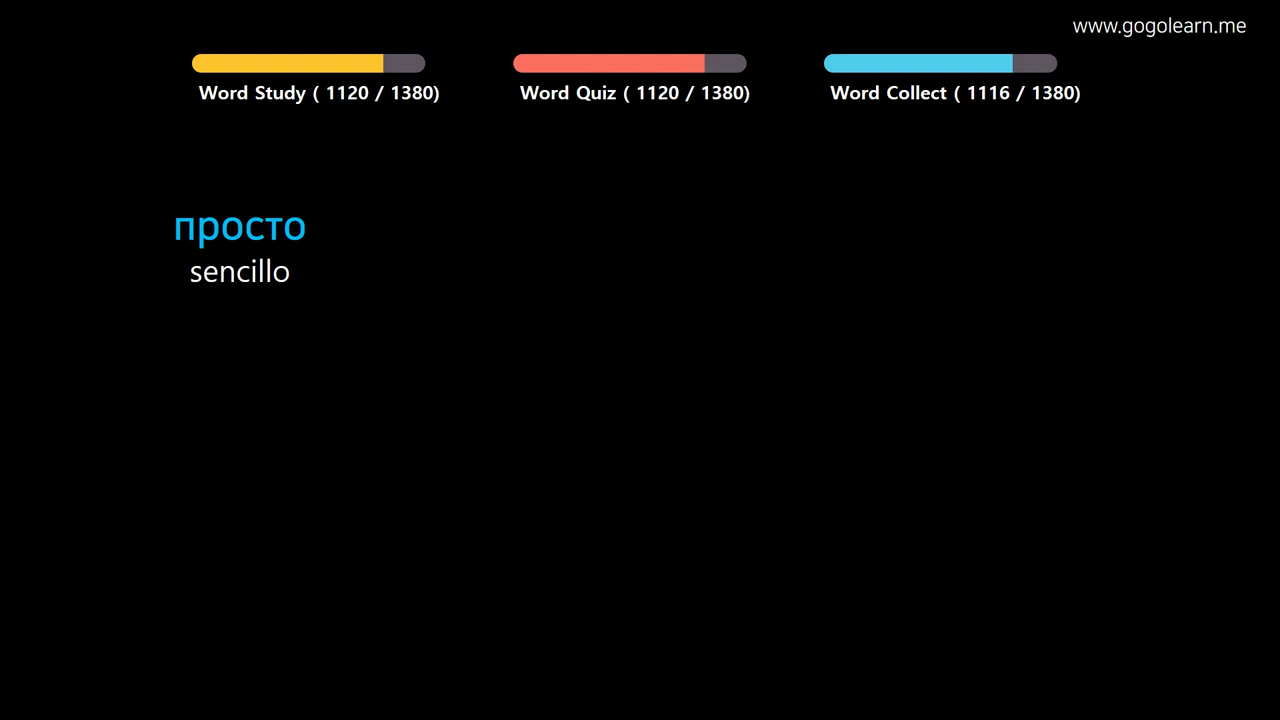 www.gogolearn.me
Word Study ( 1120 / 1380)
Word Quiz ( 1120 / 1380)
Word Collect ( 1116 / 1380)
просто
sencillo